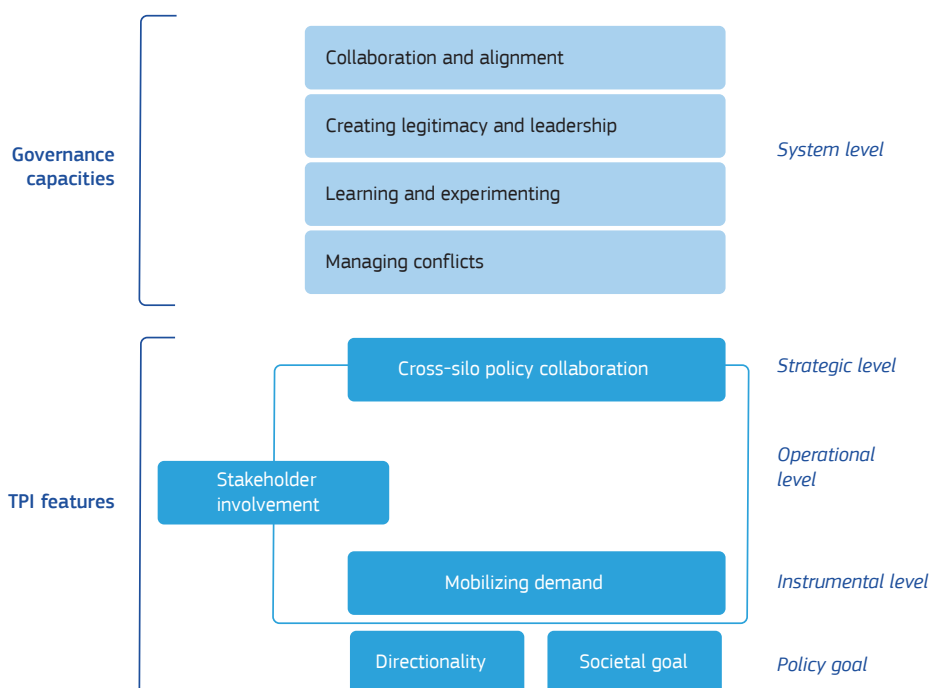 Collaboration and alignment
Creating legitimacy and leadership
Governance
capacities
System level
Learning and experimenting
Managing conflicts
Cross-silo policy collaboration
Strategic level
Operational
level
Stakeholder
involvement
TPI features
Mobilizing demand
Instrumental level
Directionality
Societal goal
Policy goal